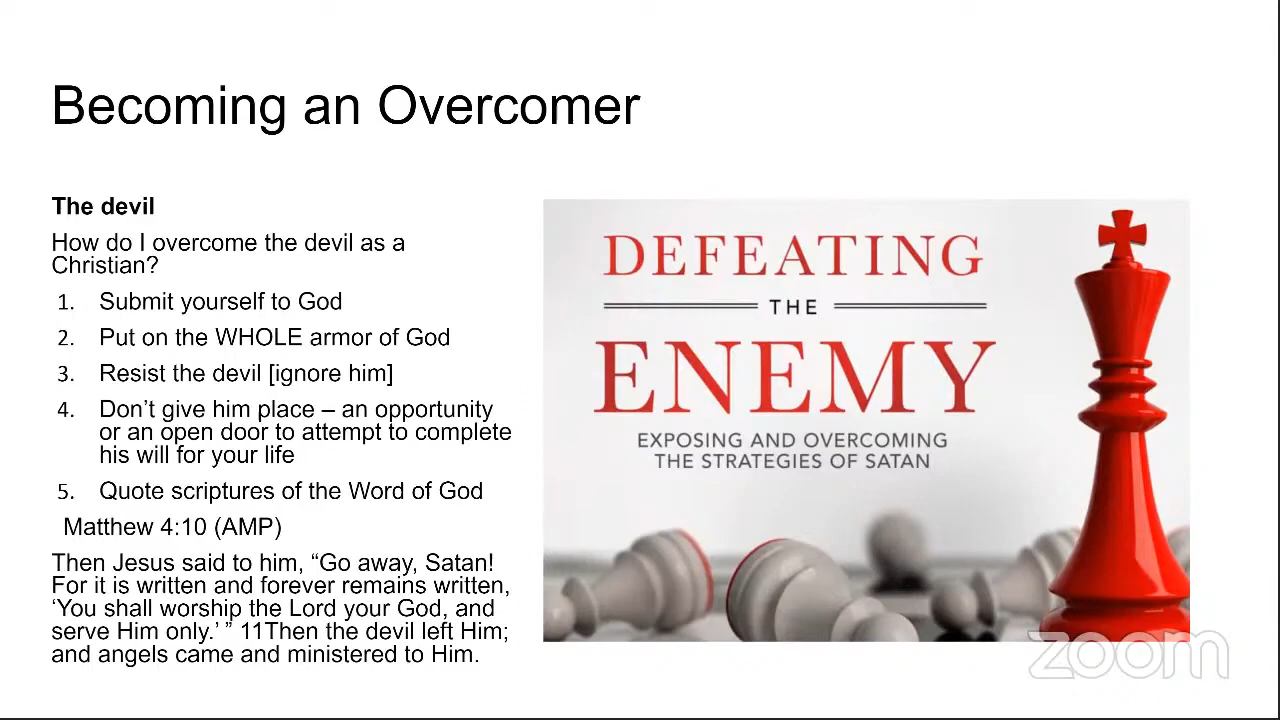 Becoming an Overcomer
The devil
How do I overcome the devil as a
Christian?
1. Submit yourself to God
2. Put on the WHOLE armor of God
3. Resist the devil [ignore him]
4. Don’t give him place – an opportunity
or an open door to attempt to complete
his will for your life
5. Quote scriptures of the Word of God
Matthew 4:10 (AMP)
Then Jesus said to him, “Go away, Satan!
For it is written and forever remains written,
‘You shall worship the Lord your God, and
serve Him only.’ ” 11Then the devil left Him;
and angels came and ministered to Him.
DEFEATING
THE
ENEMY
EXPOSING AND OVERCOMING
THE STRATEGIES OF SATAN
zoom